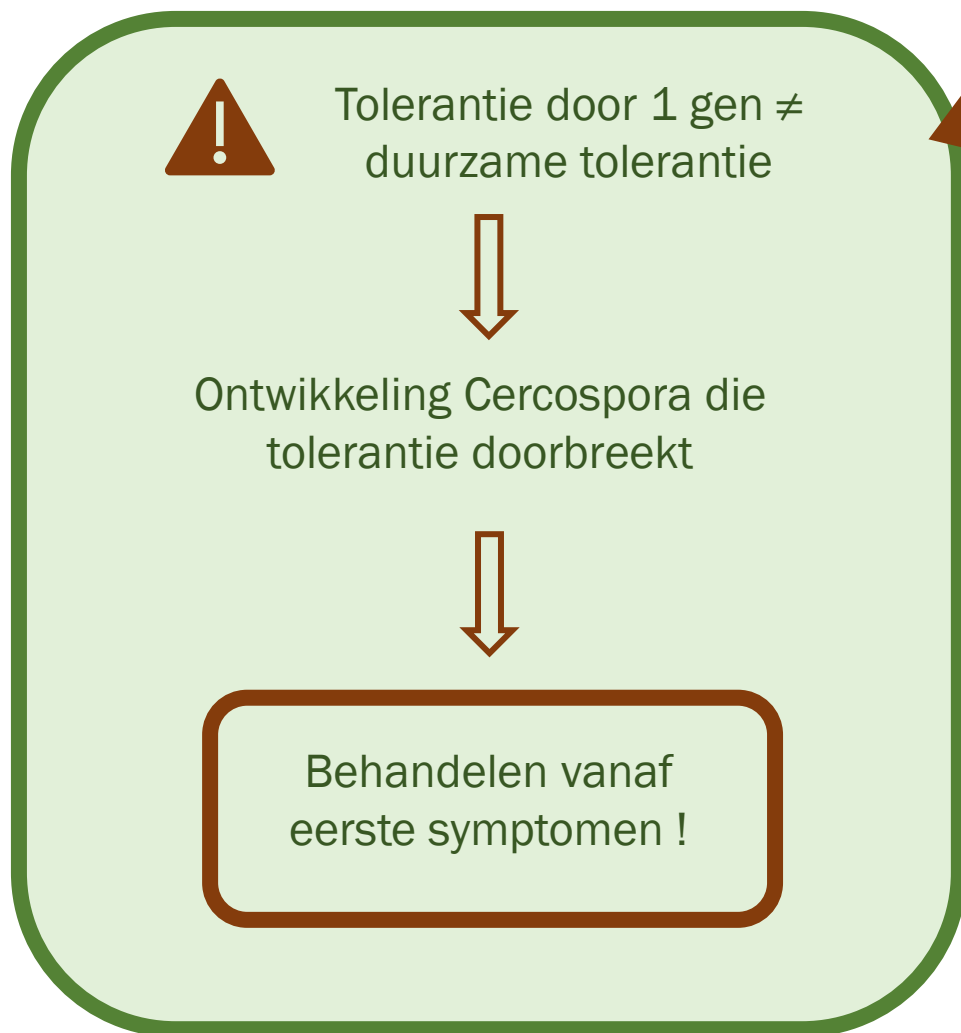 Tolerantie door 1 gen ≠
duurzame tolerantie
Ontwikkeling Cercospora die
tolerantie doorbreekt
Behandelen vanaf
eerste symptomen !